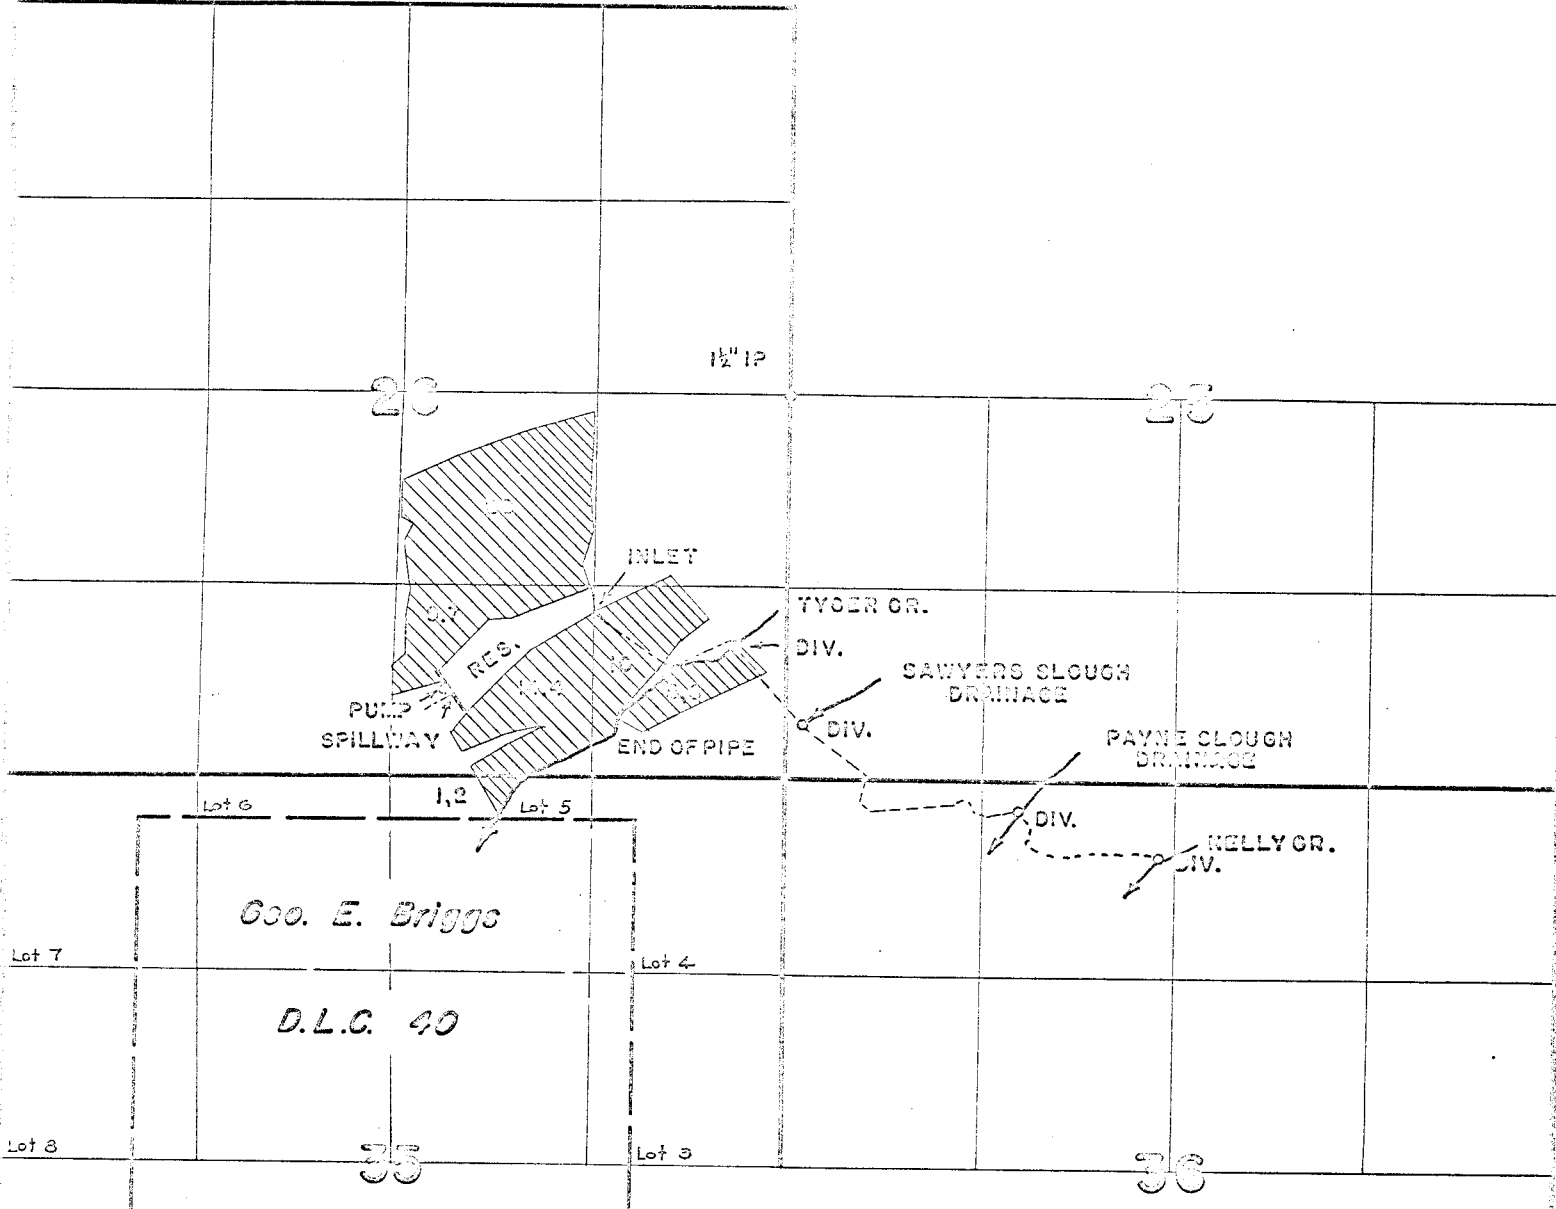 1½" IP
26
25
INLET
TYGER CR.
DIV.
RES.
10
SAWYERS SLOUGH
DRAINAGE
PUMP
SPILLWAY
DIV.
END OF PIPE
PAYNE SLOUGH
DRAINAGE
1,2
Lot 6
Lot 5
DIV.
KELLY CR.
DIV.
Geo. E. Briggs
Lot 7
Lot 4
D.L.C. 40
Lot 8
35
Lot 3
36